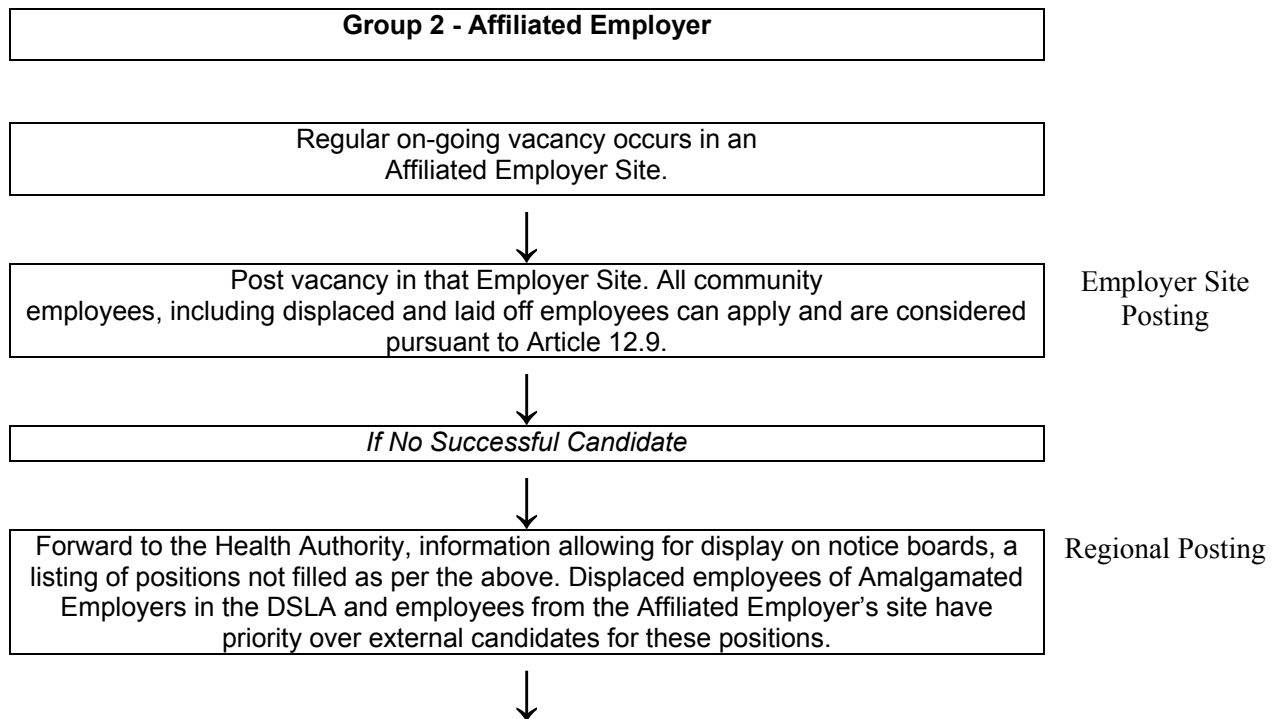 Group 2 - Affiliated Employer
Regular on-going vacancy occurs in an
Affiliated Employer Site.
Post vacancy in that Employer Site. All community
employees, including displaced and laid off employees can apply and are considered
pursuant to Article 12.9.
Employer Site
Posting
If No Successful Candidate
Forward to the Health Authority, information allowing for display on notice boards, a
listing of positions not filled as per the above. Displaced employees of Amalgamated
Employers in the DSLA and employees from the Affiliated Employer’s site have
priority over external candidates for these positions.
Regional Posting